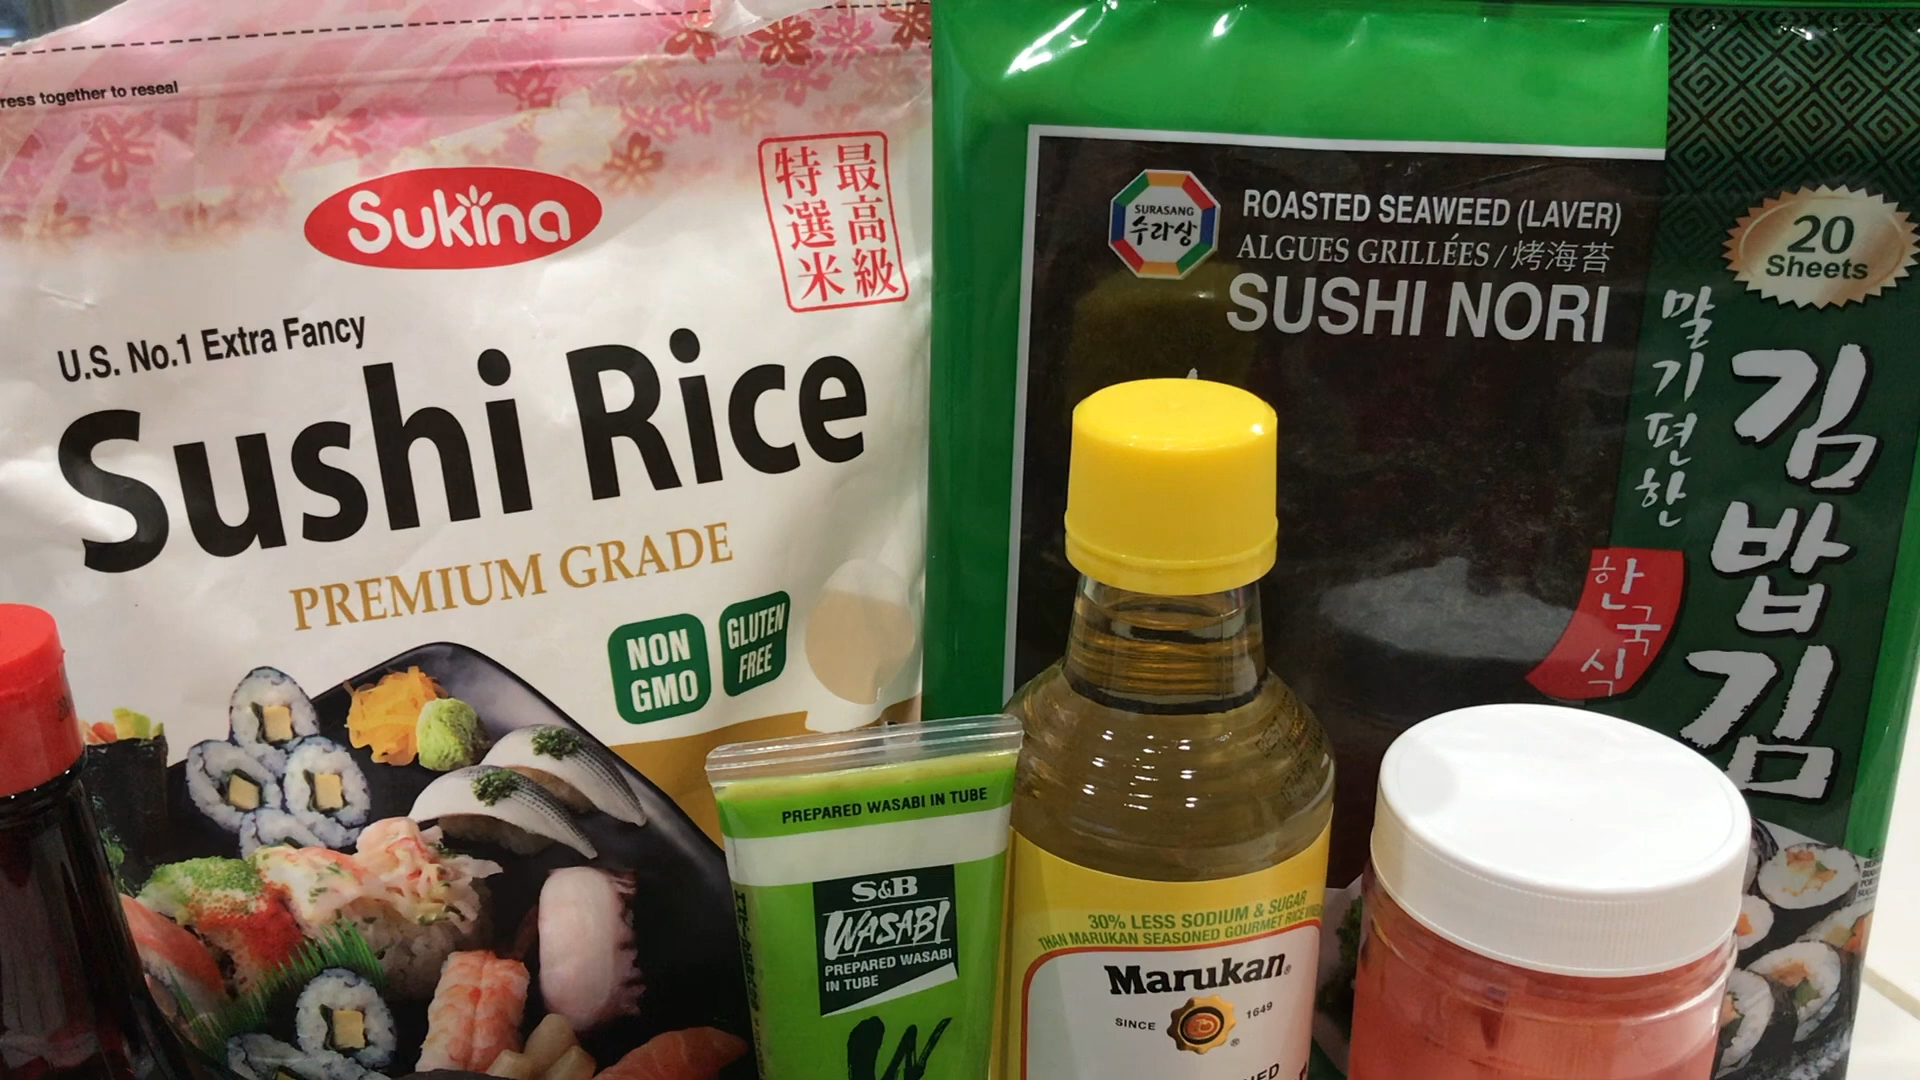 ress together to reseal
Sukina
最高級
特選米
U.S. No.1 Extra Fancy
Sushi Rice
PREMIUM GRADE
NON
GMO
GLUTEN
FREE
SURASANG
수라상
ROASTED SEAWEED (LAVER)
ALGUES GRILLÉES / 烤海苔
SUSHI NORI
20
Sheets
말기편한
김밥김
한국식
PREPARED WASABI IN TUBE
S&B
WASABI
PREPARED WASABI
IN TUBE
W
30% LESS SODIUM & SUGAR
THAN MARUKAN SEASONED GOURMET RICE
Marukan®
SINCE 1649